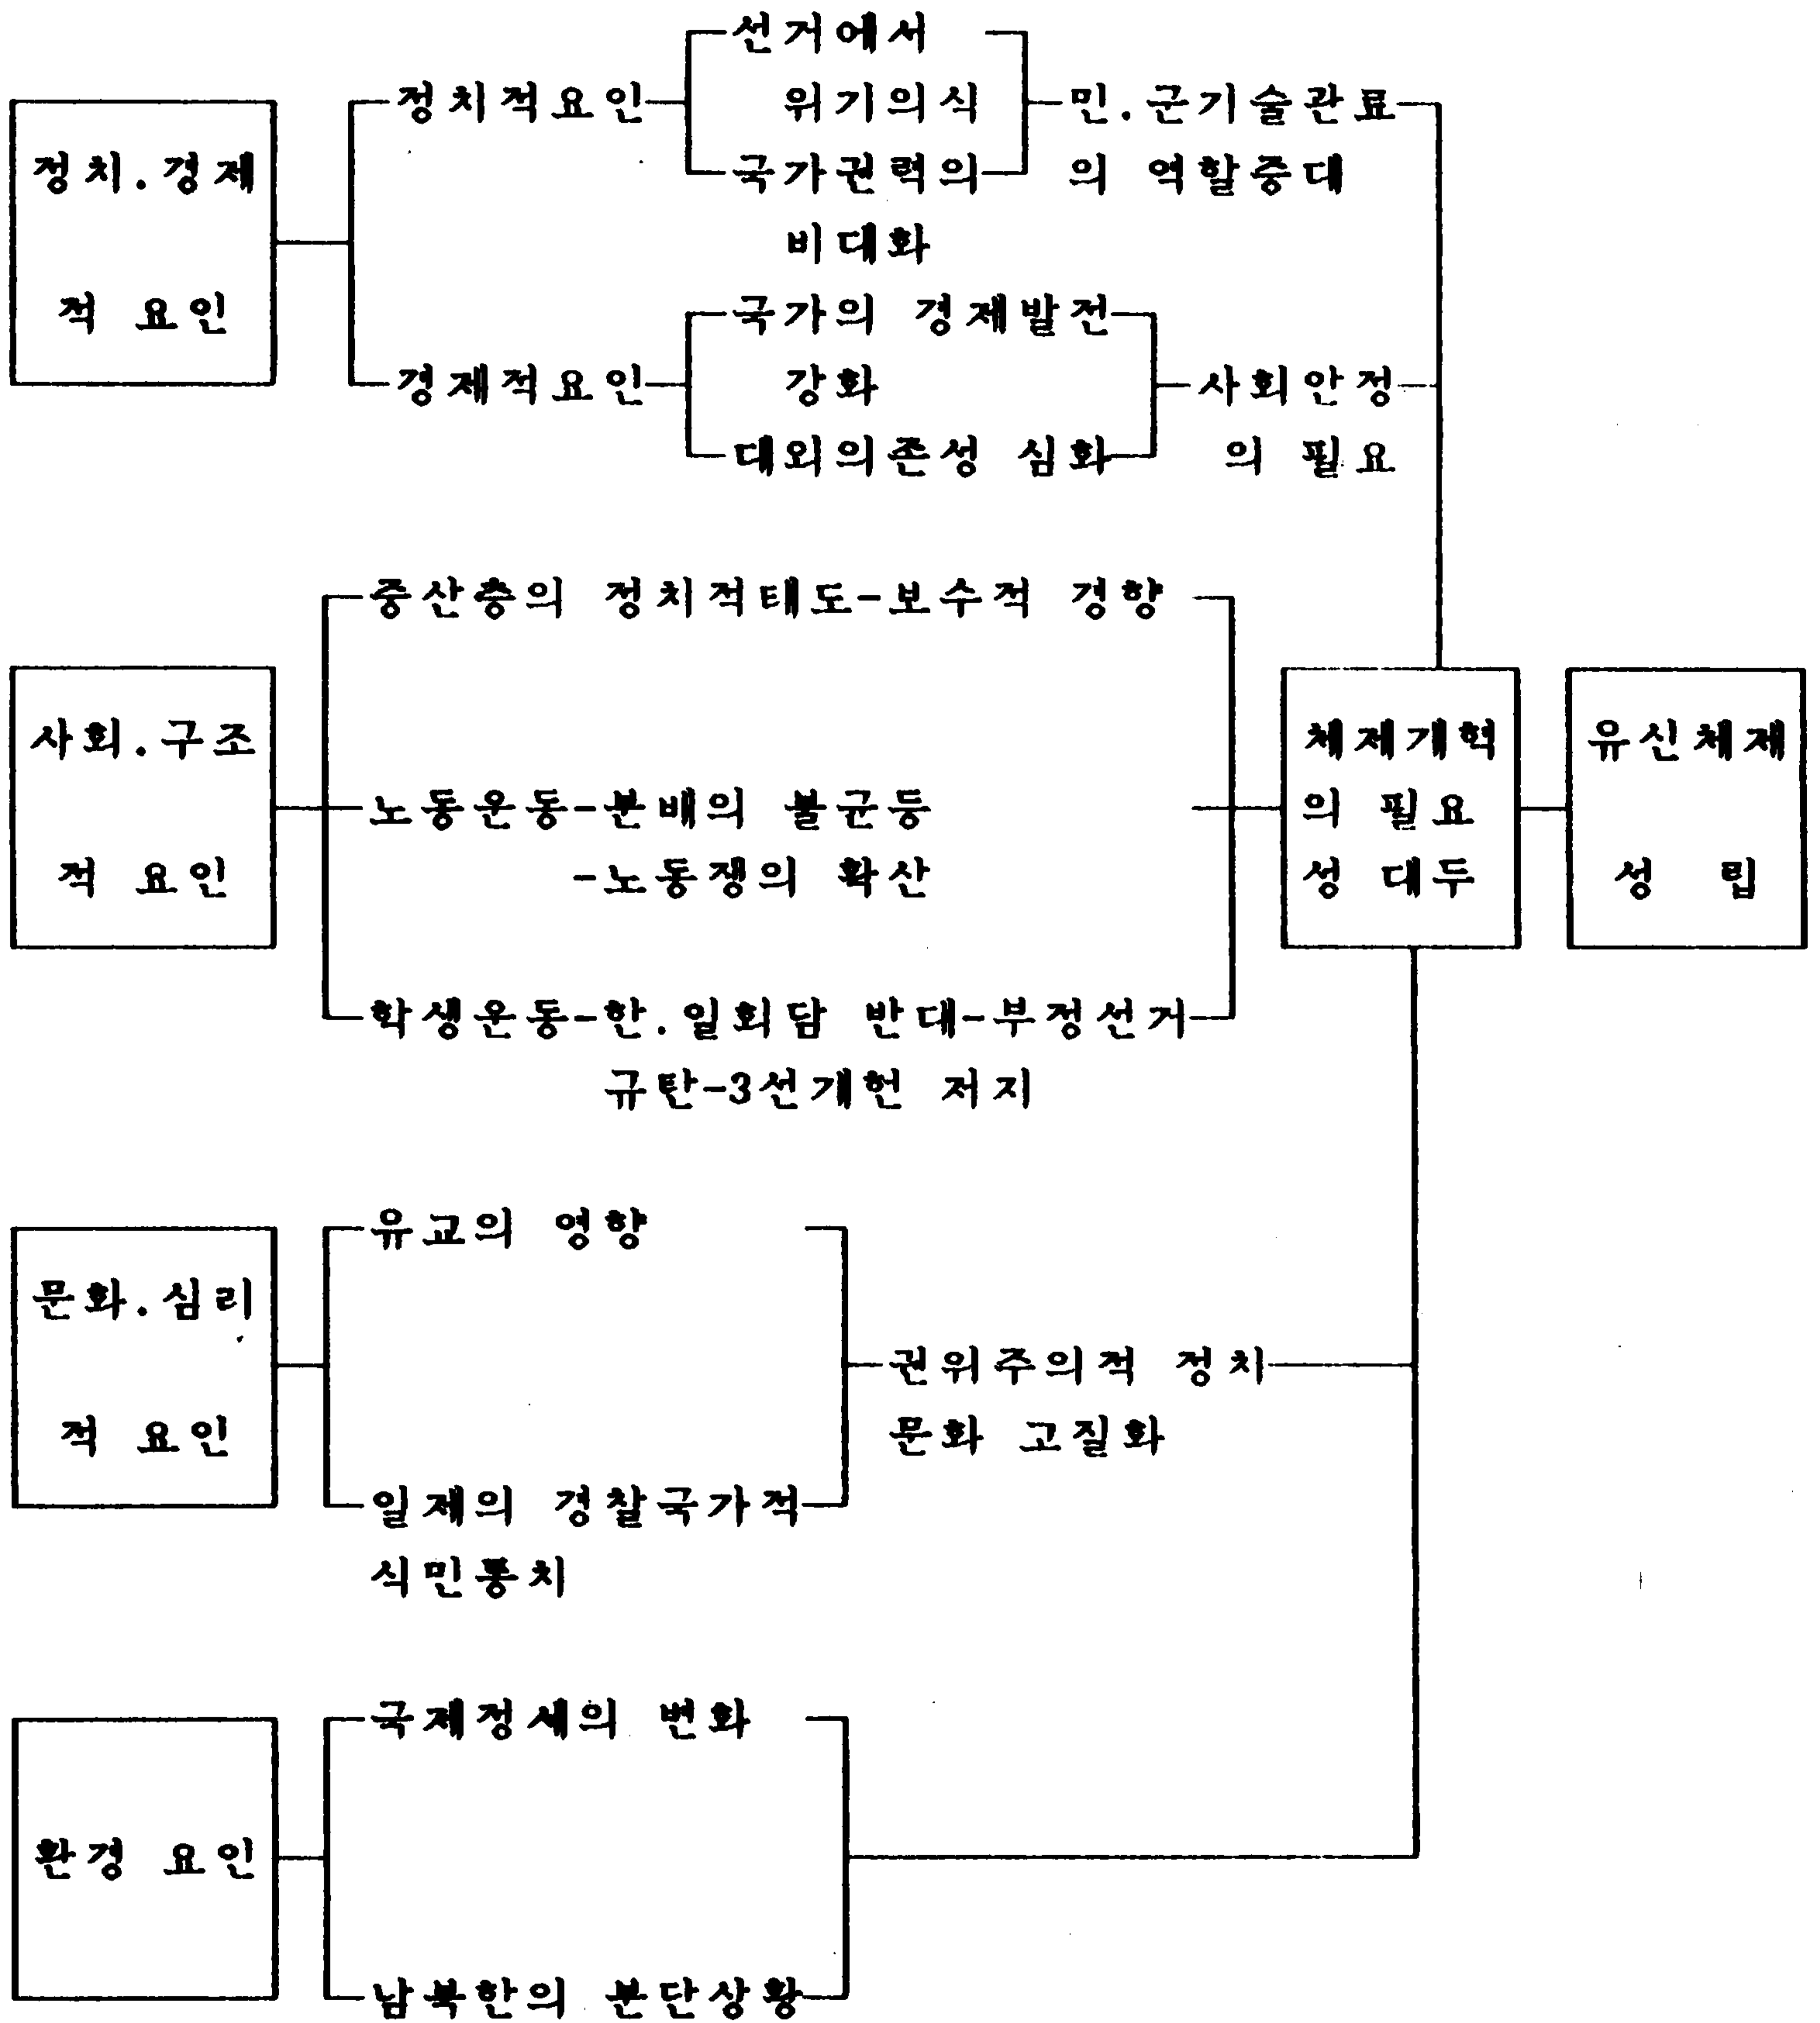 선거에서
정치적요인
위기의식
민.군기술관료
정치.경제
국가권력의
의 역할증대
비대화
적 요인
국가의 경제발전
경제적요인
강화
사회안정
대외의존성 심화
의 필요
중산층의 정치적태도-보수적 경향
사회.구조
체제개혁
유신체제
노동운동-분배의 불균등
의 필요
적 요인
-노동쟁의 확산
성 대두
성 립
학생운동-한.일회담 반대-부정선거
규탄-3선개헌 저지
유교의 영향
문화.심리
권위주의적 정치
적 요인
문화 고질화
일제의 경찰국가적
식민통치
국제정세의 변화
환경 요인
남북한의 분단상황